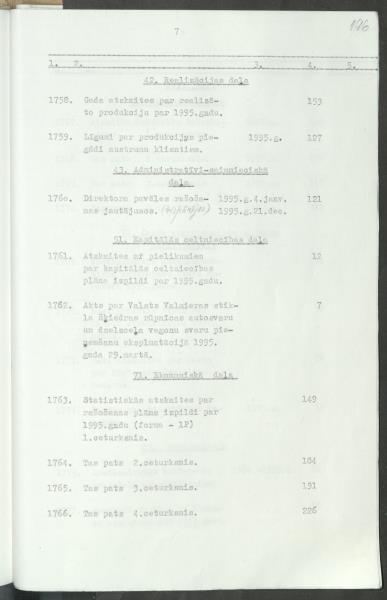 176
7
1. 2. 3. 4. 5.
42. Realizācijas daļa
1758. Gada atskaites par realizē- 153
to produkciju par 1995.gadu.
1759. Līgumi par produkcijas pie- 1995.g. 127
gādi austrumu klientiem.
43. Administratīvi-saimnieciskā
daļa
1760. Direktora pavēles ražoša- 1995.g.4.janv. 121
nas jautājumos. 1995.g.21.dec.
51. Kapitālās celtniecības daļa
1761. Atskaites ar pielikumiem 12
par kapitālās celtniecības
plāna izpildi par 1995.gadu.
1762. Akts par Valsts Valmieras stik- 7
la šķiedras rūpnīcas autosvaru
un dzelzceļa vagonu svaru pie-
ņemšanu ekspluatācijā 1995.
gada 29.martā.
71. Ekonomiskā daļa
1763. Statistiskās atskaites par 149
ražošanas plāna izpildi par
1995.gadu (forma - 1P)
1.ceturksnis.
1764. Tas pats 2.ceturksnis. 184
1765. Tas pats 3.ceturksnis. 191
1766. Tas pats 4.ceturksnis. 226